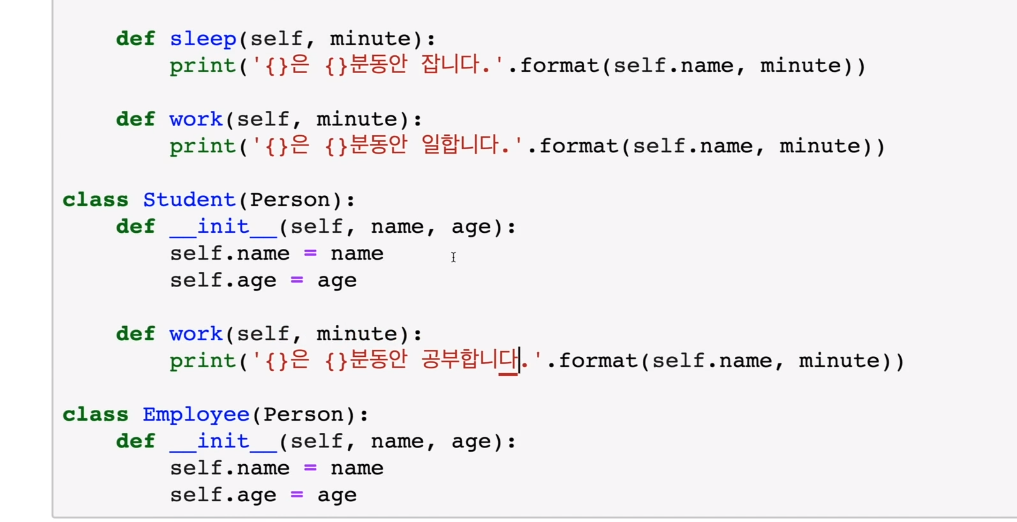 def sleep(self, minute):
print('{}은 {}분동안 잡니다.'.format(self.name, minute))
def work(self, minute):
print('{}은 {}분동안 일합니다.'.format(self.name, minute))
class Student(Person):
def __init__(self, name, age):
self.name = name
self.age = age
def work(self, minute):
print('{}은 {}분동안 공부합니다.'.format(self.name, minute))
class Employee(Person):
def __init__(self, name, age):
self.name = name
self.age = age